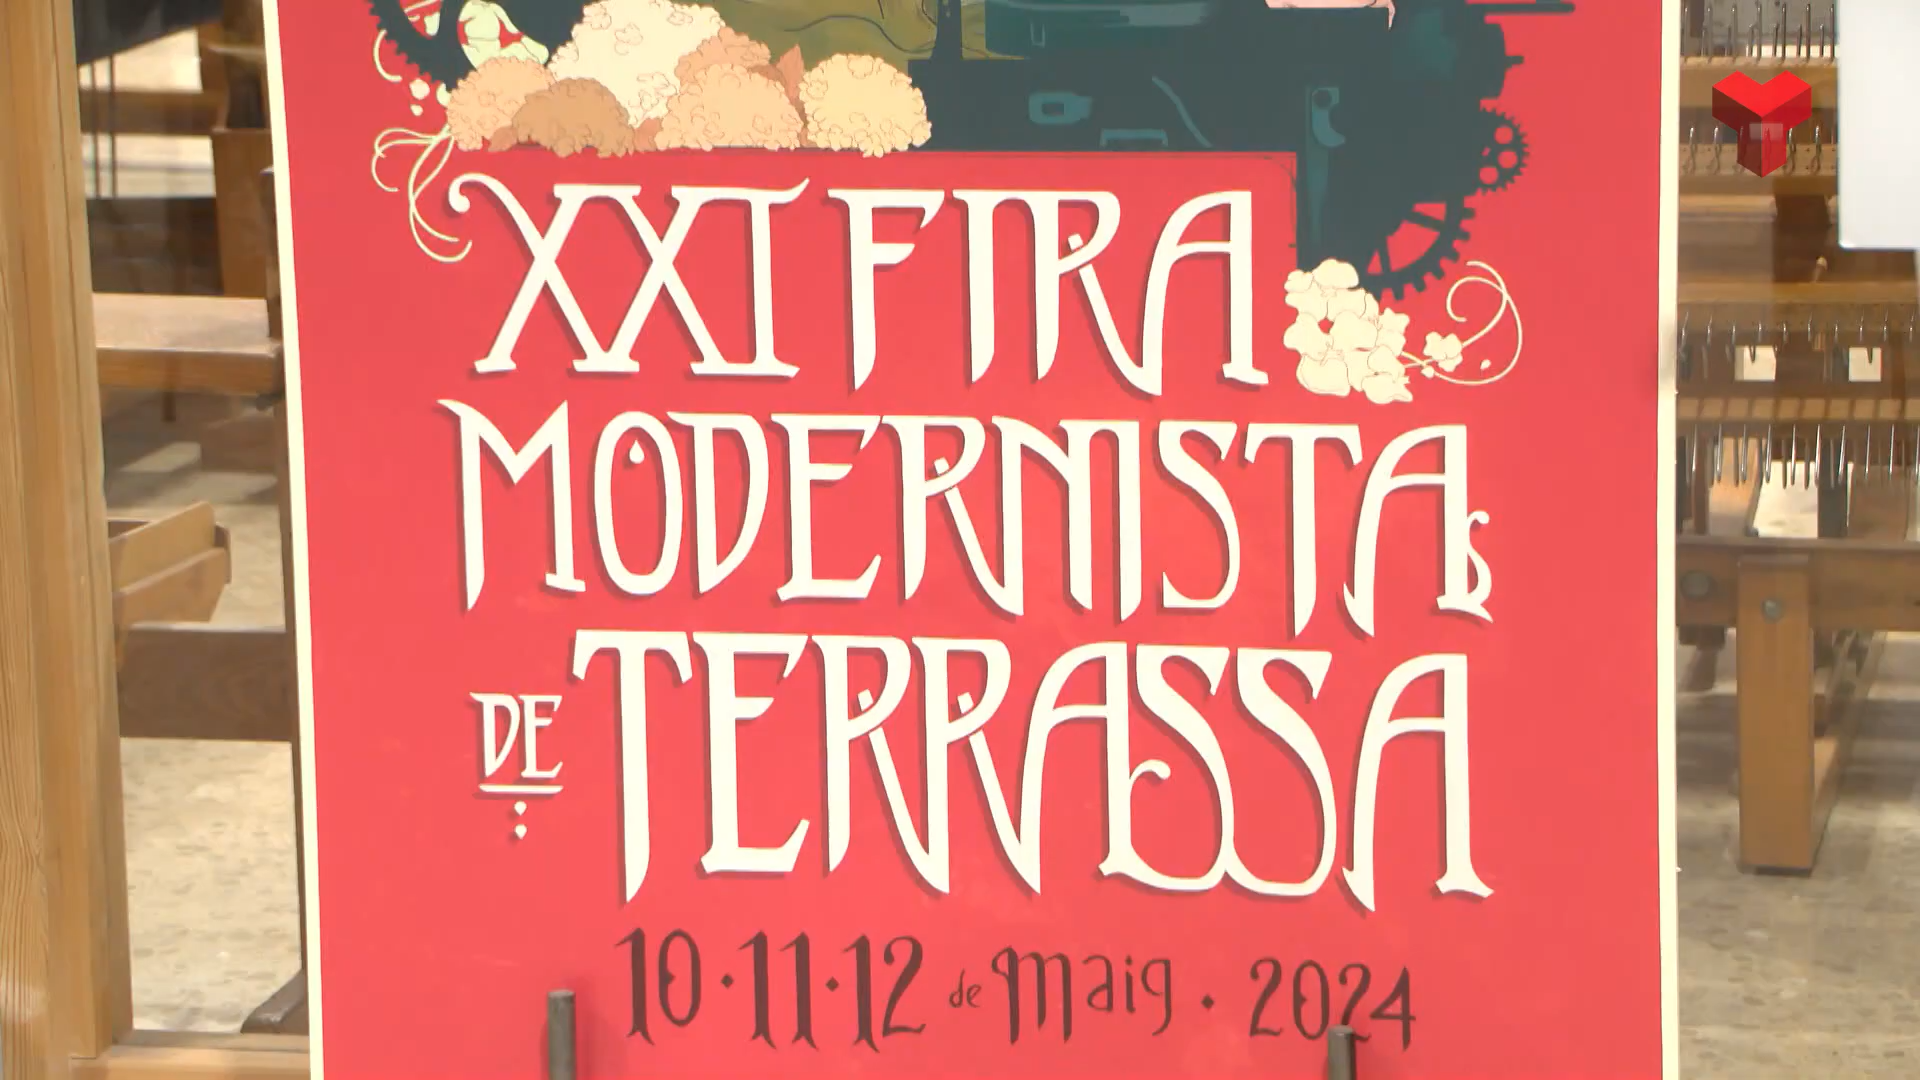 XXI FIRA
MODERNISTA
DE TERRASSA
10·11·12 de Maig · 2024